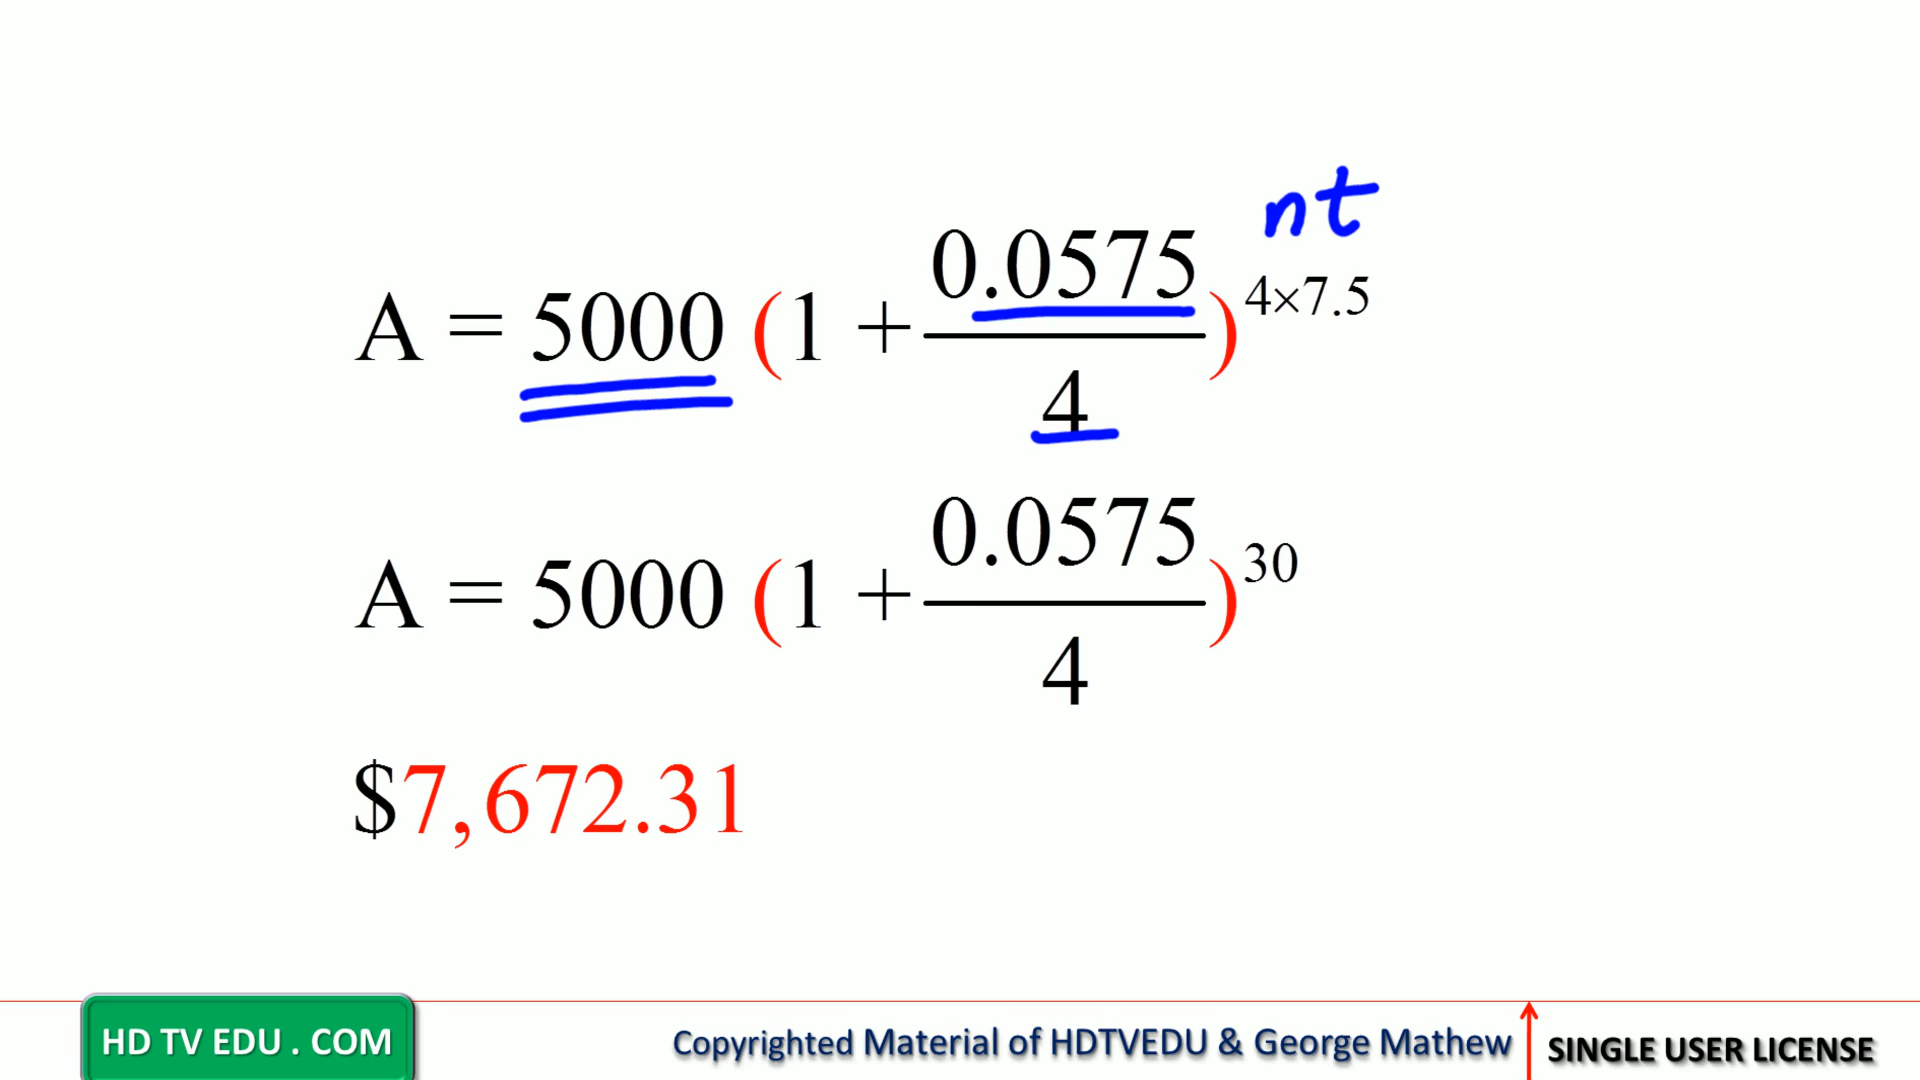 nt
A = 5000 (1 + 0.0575/4)^4×7.5
A = 5000 (1 + 0.0575/4)^30
$7,672.31
HD TV EDU . COM
Copyrighted Material of HDTVEDU & George Mathew
SINGLE USER LICENSE